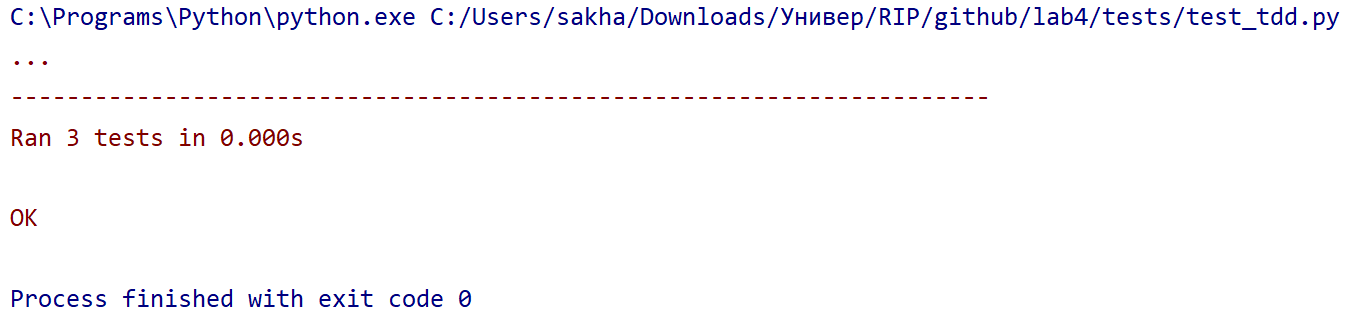 C:\Programs\Python\python.exe C:/Users/sakha/Downloads/Универ/RIP/github/lab4/tests/test_tdd.py
...
----------------------------------------------------------------------
Ran 3 tests in 0.000s
OK
Process finished with exit code 0